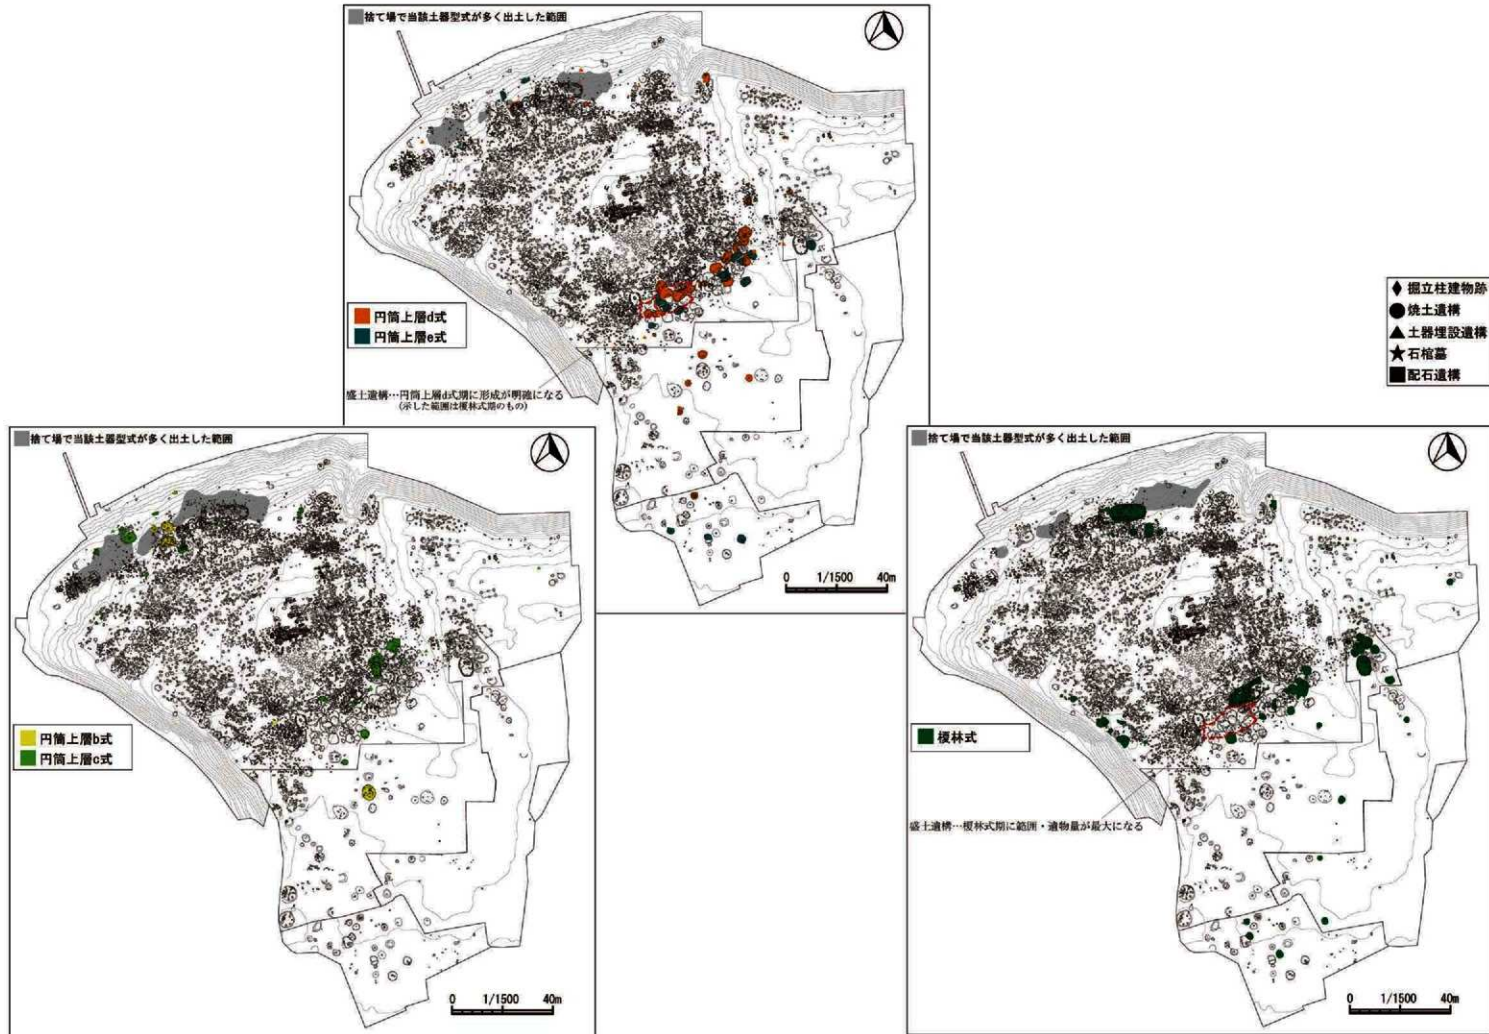 捨て場で当該土器型式が多く出土した範囲
円筒上層d式
円筒上層e式
盛土遺構…円筒上層d式期に形成が明確になる
(示した範囲は榎林式期のもの)
0 1/1500 40m
掘立柱建物跡
焼土遺構
土器埋設遺構
石棺墓
配石遺構
捨て場で当該土器型式が多く出土した範囲
円筒上層b式
円筒上層c式
0 1/1500 40m
捨て場で当該土器型式が多く出土した範囲
榎林式
盛土遺構…榎林式期に範囲・遺物量が最大になる
0 1/1500 40m